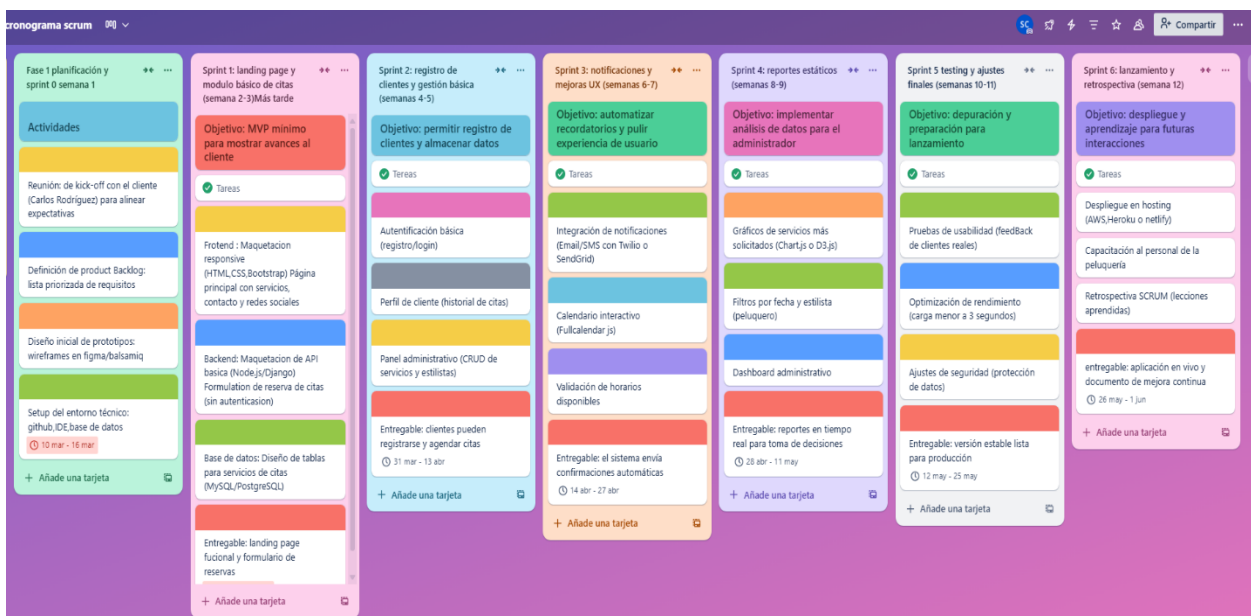 cronograma scrum
SC
Compartir
Fase 1 planificación y
sprint 0 semana 1
Actividades
Reunión: de kick-off con el cliente
(Carlos Rodríguez) para alinear
expectativas
Definición de product Backlog:
lista priorizada de requisitos
Diseño inicial de prototipos:
wireframes en figma/balsamiq
Setup del entorno técnico:
github,IDE,base de datos
10 mar - 16 mar
+ Añade una tarjeta
Sprint 1: landing page y
modulo básico de citas
(semana 2-3)Más tarde
Objetivo: MVP minimo
para mostrar avances al
cliente
Tareas
Frotend : Maquetacion
responsive
(HTML,CSS,Bootstrap) Página
principal con servicios,
contacto y redes sociales
Backend: Maquetacion de API
basica (Node.js/Django)
Formulation de reserva de citas
(sin autenticasion)
Base de datos: Diseño de tablas
para servicios de citas
(MySQL/PostgreSQL)
Entregable: landing page
fucional y formulario de
reservas
+ Añade una tarjeta
Sprint 2: registro de
clientes y gestión básica
(semanas 4-5)
Objetivo: permitir registro de
clientes y almacenar datos
Tereas
Autentificación básica
(registro/login)
Perfil de cliente (historial de citas)
Panel administrativo (CRUD de
servicios y estilistas)
Entregable: clientes pueden
registrarse y agendar citas
31 mar - 13 abr
+ Añade una tarjeta
Sprint 3: notificaciones y
mejoras UX (semanas 6-7)
Objetivo: automatizar
recordatorios y pulir
experiencia de usuario
Tareas
Integración de notificaciones
(Email/SMS con Twilio o
SendGrid)
Calendario interactivo
(Fullcalendar js)
Validación de horarios
disponibles
Entregable: el sistema envía
confirmaciones automáticas
14 abr - 27 abr
+ Añade una tarjeta
Sprint 4: reportes estáticos
(semanas 8-9)
Objetivo: implementar
análisis de datos para el
administrador
Tareas
Gráficos de servicios más
solicitados (Chart.js o D3.js)
Filtros por fecha y estilista
(peluquero)
Dashboard administrativo
Entregable: reportes en tiempo
real para toma de decisiones
28 abr - 11 may
+ Añade una tarjeta
Sprint 5 testing y ajustes
finales (semanas 10-11)
Objetivo: depuración y
preparación para
lanzamiento
Tareas
Pruebas de usabilidad (feedBack
de clientes reales)
Optimización de rendimiento
(carga menor a 3 segundos)
Ajustes de seguridad (protección
de datos)
Entregable: versión estable lista
para producción
12 may - 25 may
+ Añade una tarjeta
Sprint 6: lanzamiento y
retrospectiva (semana 12)
Objetivo: despliegue y
aprendizaje para futuras
interacciones
Tareas
Despliegue en hosting
(AWS,Heroku o netlify)
Capacitación al personal de la
peluquería
Retrospectiva SCRUM (lecciones
aprendidas)
entregable: aplicación en vivo y
documento de mejora continua
26 may - 1 jun
+ Añade una tarjeta